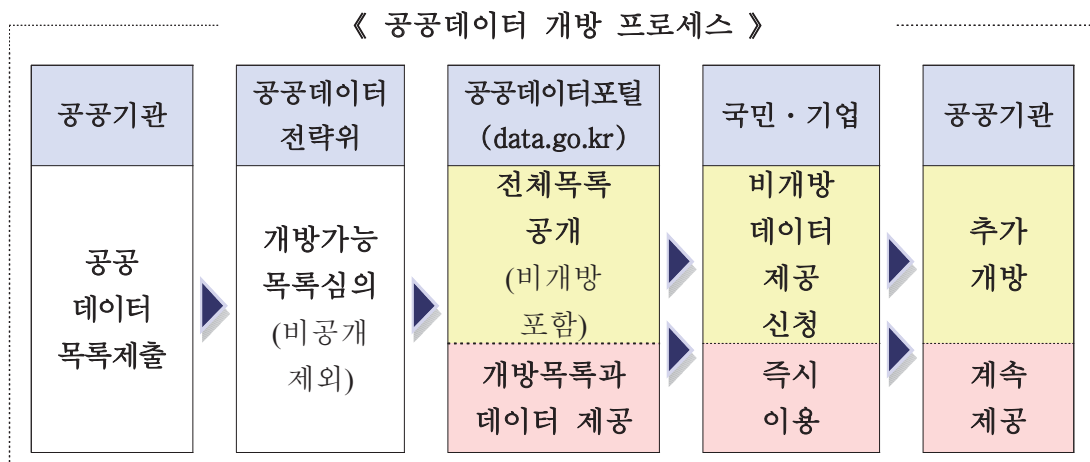 《 공공데이터 개방 프로세스 》
공공기관
공공
데이터
목록제출
공공데이터
전략위
개방가능
목록심의
(비공개
제외)
공공데이터포털
(data.go.kr)
전체목록
공개
(비개방
포함)
개방목록과
데이터 제공
국민 · 기업
비개방
데이터
제공
신청
즉시
이용
공공기관
추가
개방
계속
제공